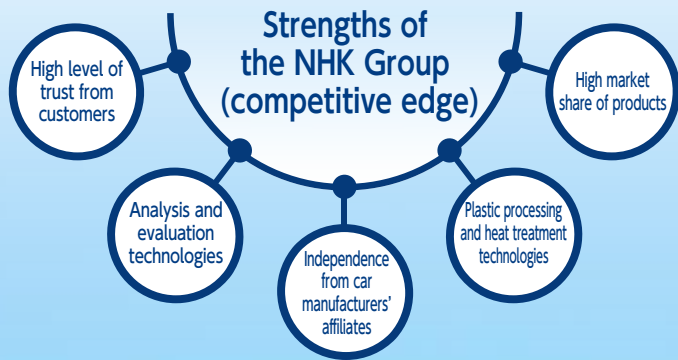 Strengths of
the NHK Group
(competitive edge)
High level of
trust from
customers
Analysis and
evaluation
technologies
Independence
from car
manufacturers'
affiliates
Plastic processing
and heat treatment
technologies
High market
share of products